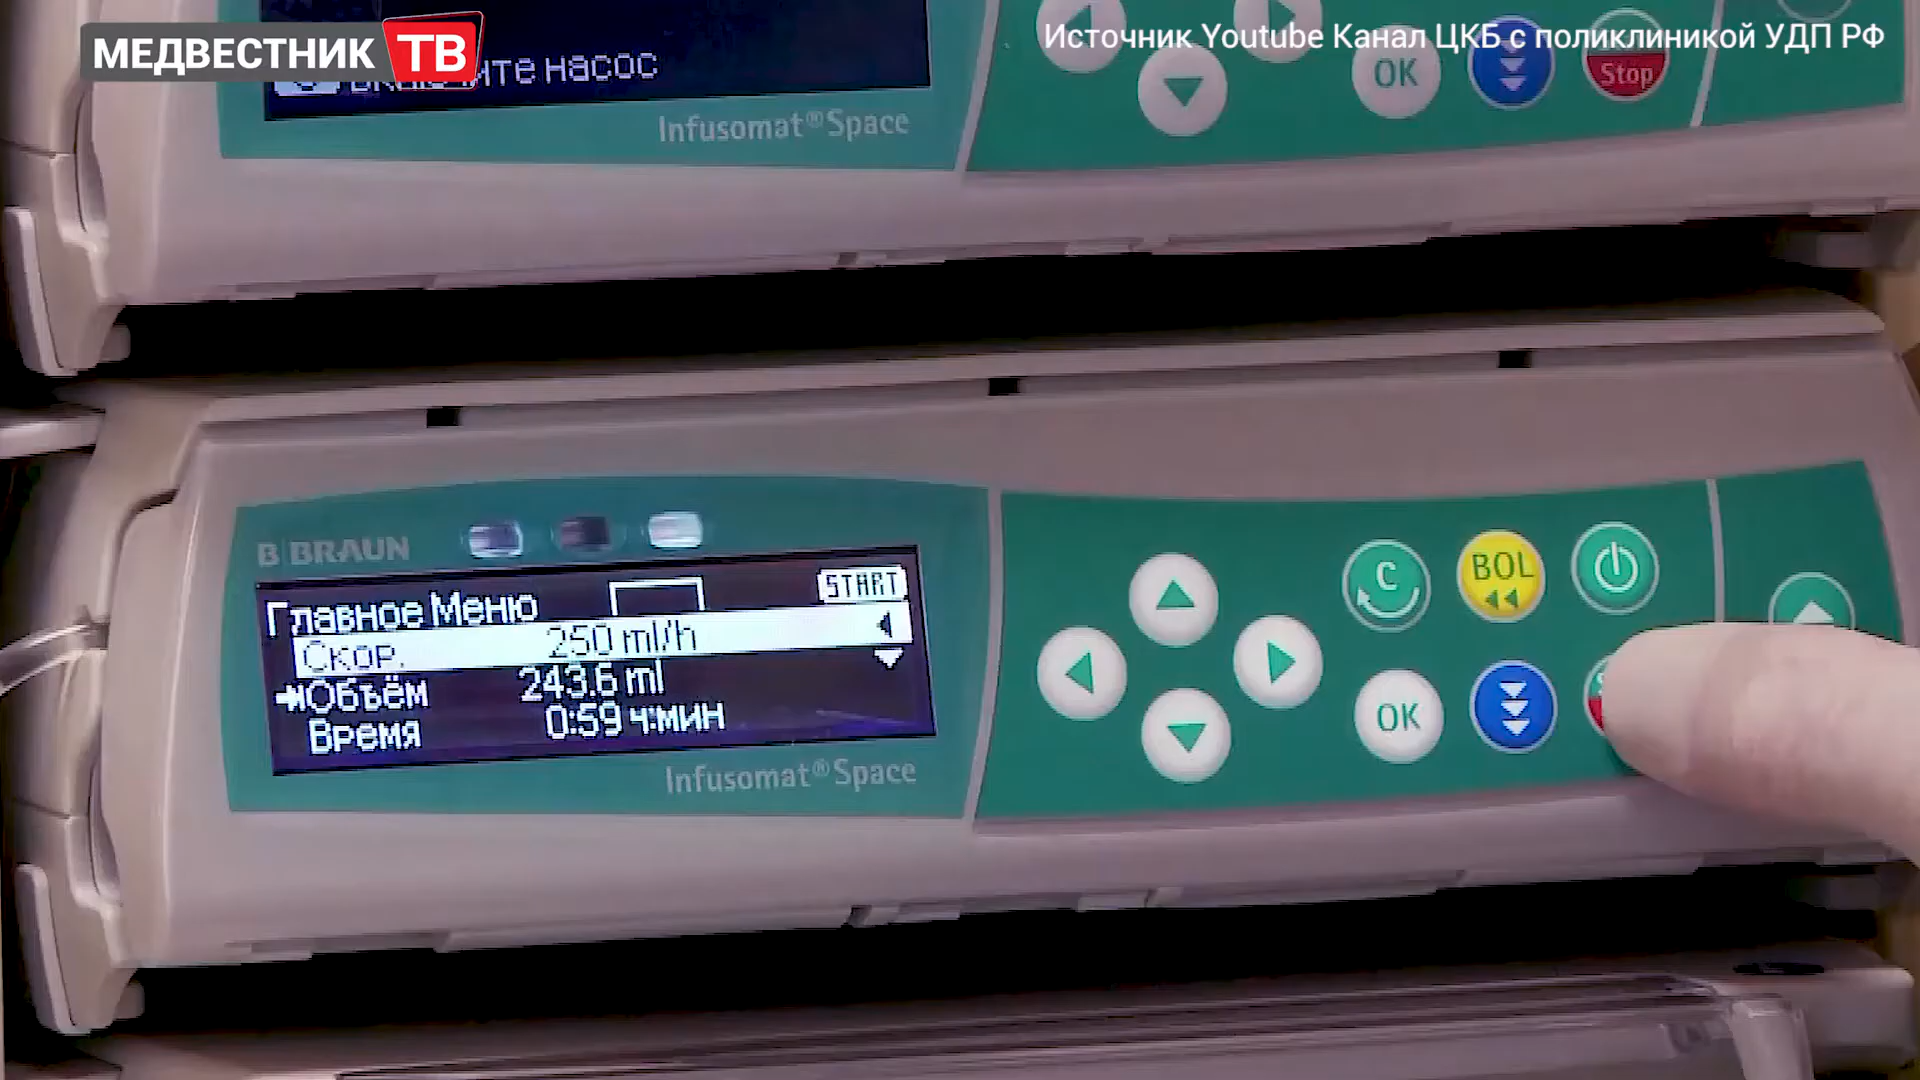 МЕДВЕСТНИК ТВ
Источник Youtube Канал ЦКБ с поликлиникой УДП РФ
насос
Infusomat®Space
OK
Stop
B|BRAUN
Главное Меню
START
Скор. 250 ml/h
Объём 243.6 ml
Время 0:59 ч:мин
Infusomat®Space
C
BOL
OK